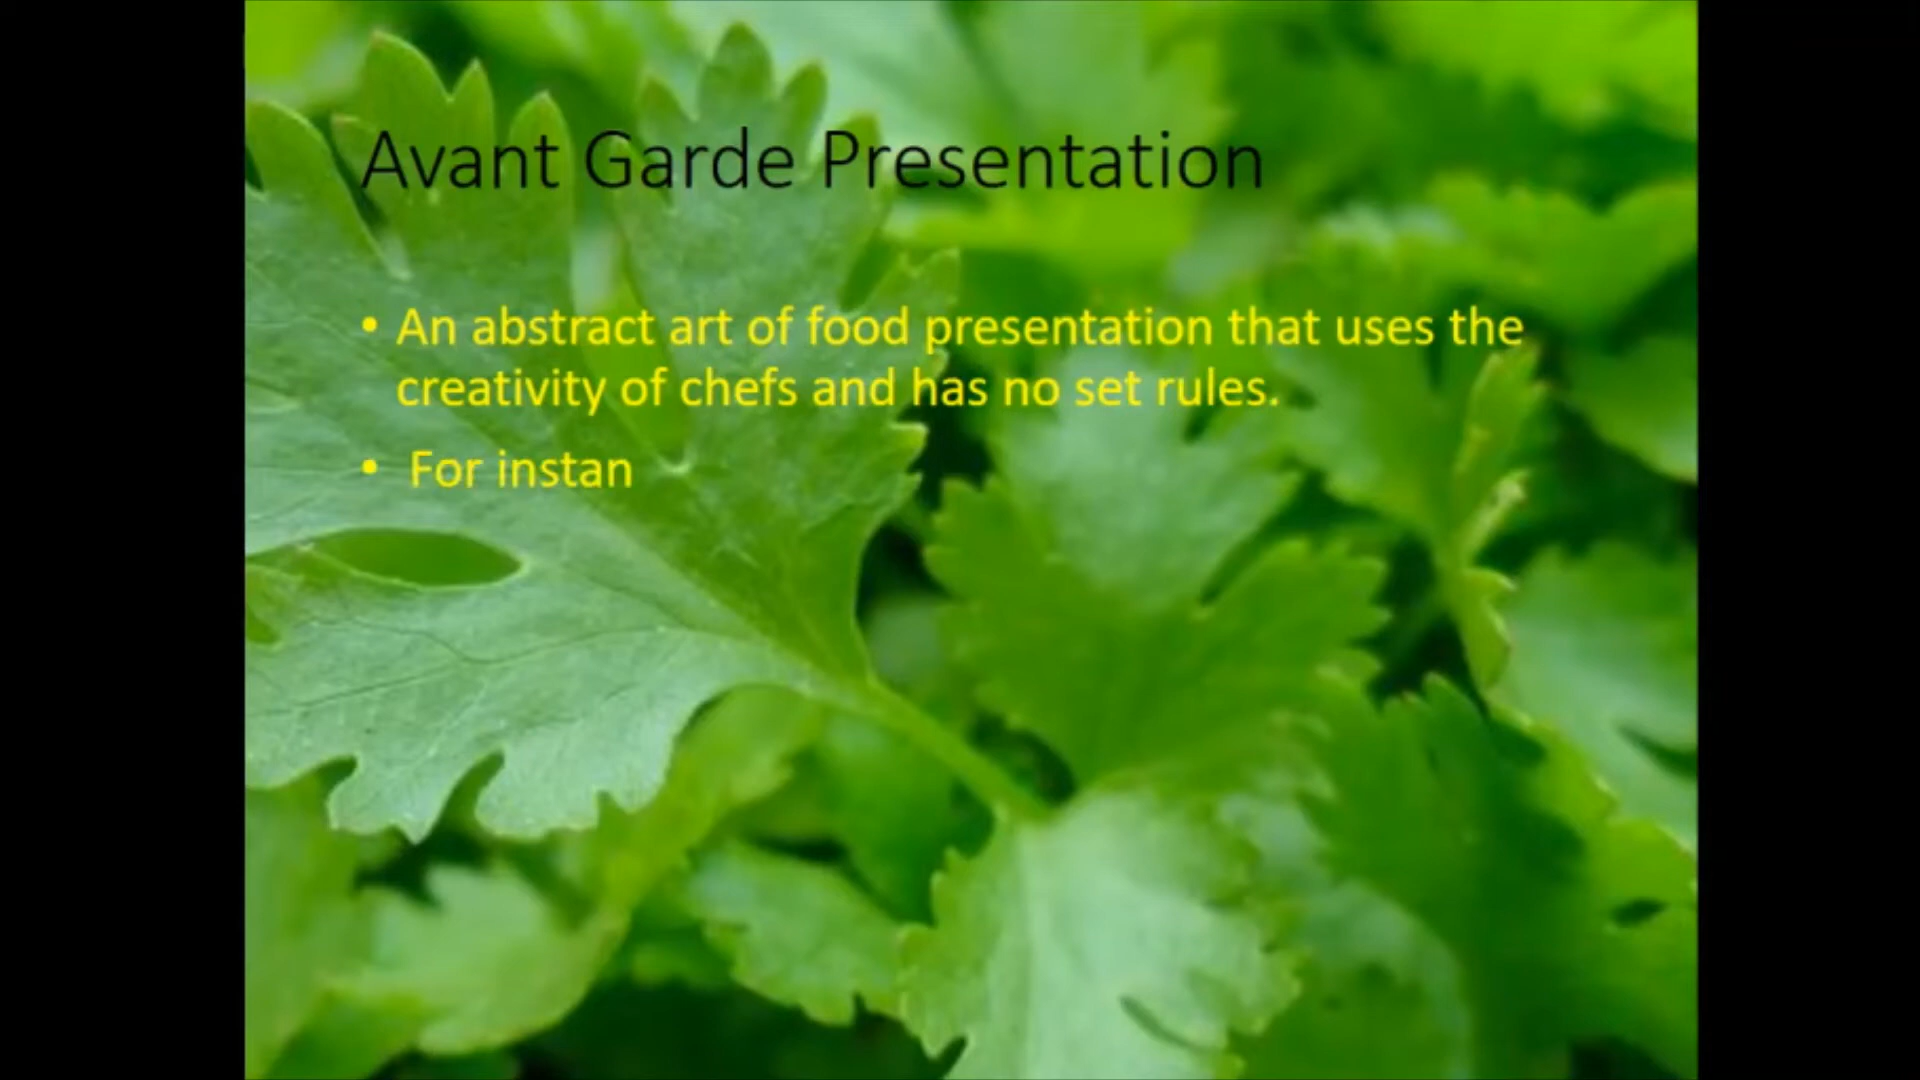 Avant Garde Presentation
• An abstract art of food presentation that uses the
creativity of chefs and has no set rules.
• For instan